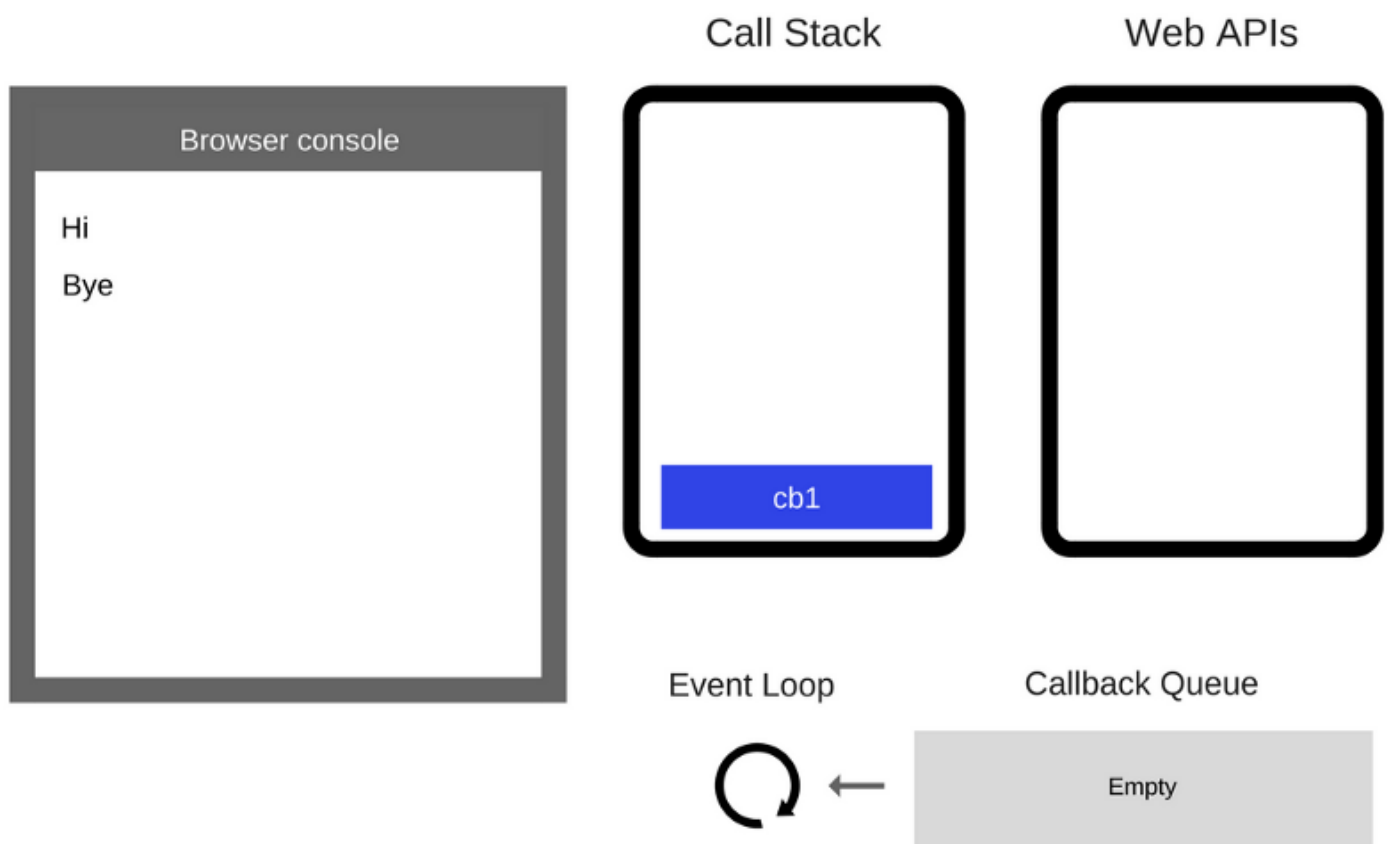 Call Stack
Web APIs
Browser console
Hi
Bye
cb1
Event Loop
Callback Queue
Empty